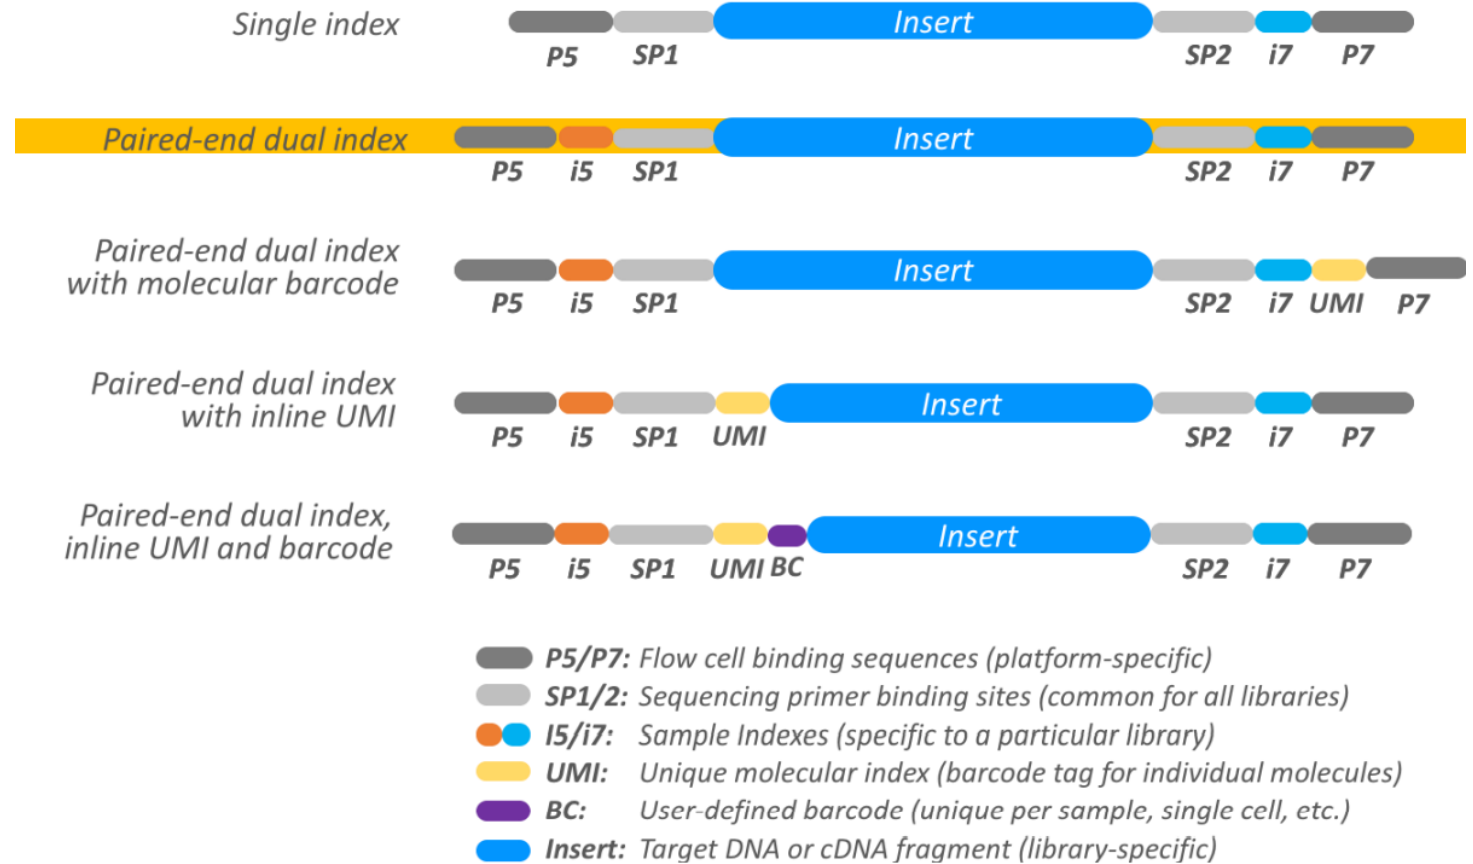 Single index
Insert
P5 SP1 SP2 i7 P7
Paired-end dual index
Insert
P5 i5 SP1 SP2 i7 P7
Paired-end dual index
with molecular barcode
Insert
P5 i5 SP1 SP2 i7 UMI P7
Paired-end dual index
with inline UMI
Insert
P5 i5 SP1 UMI SP2 i7 P7
Paired-end dual index,
inline UMI and barcode
Insert
P5 i5 SP1 UMI BC SP2 i7 P7
P5/P7: Flow cell binding sequences (platform-specific)
SP1/2: Sequencing primer binding sites (common for all libraries)
I5/i7: Sample Indexes (specific to a particular library)
UMI: Unique molecular index (barcode tag for individual molecules)
BC: User-defined barcode (unique per sample, single cell, etc.)
Insert: Target DNA or cDNA fragment (library-specific)